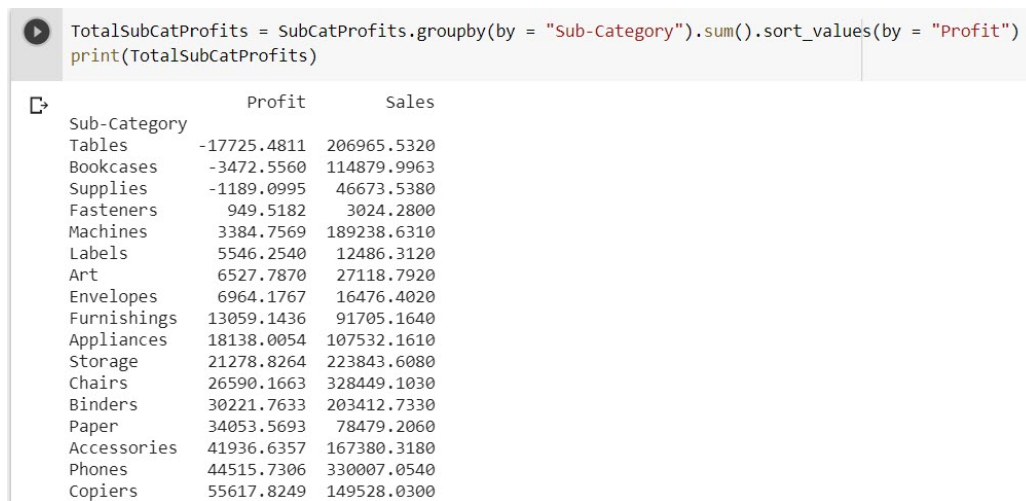 TotalSubCatProfits = SubCatProfits.groupby(by = "Sub-Category").sum().sort_values(by = "Profit")
print(TotalSubCatProfits)
Profit Sales
Sub-Category
Tables -17725.4811 206965.5320
Bookcases -3472.5560 114879.9963
Supplies -1189.0995 46673.5380
Fasteners 949.5182 3024.2800
Machines 3384.7569 189238.6310
Labels 5546.2540 12486.3120
Art 6527.7870 27118.7920
Envelopes 6964.1767 16476.4020
Furnishings 13059.1436 91705.1640
Appliances 18138.0054 107532.1610
Storage 21278.8264 223843.6080
Chairs 26590.1663 328449.1030
Binders 30221.7633 203412.7330
Paper 34053.5693 78479.2060
Accessories 41936.6357 167380.3180
Phones 44515.7306 330007.0540
Copiers 55617.8249 149528.0300